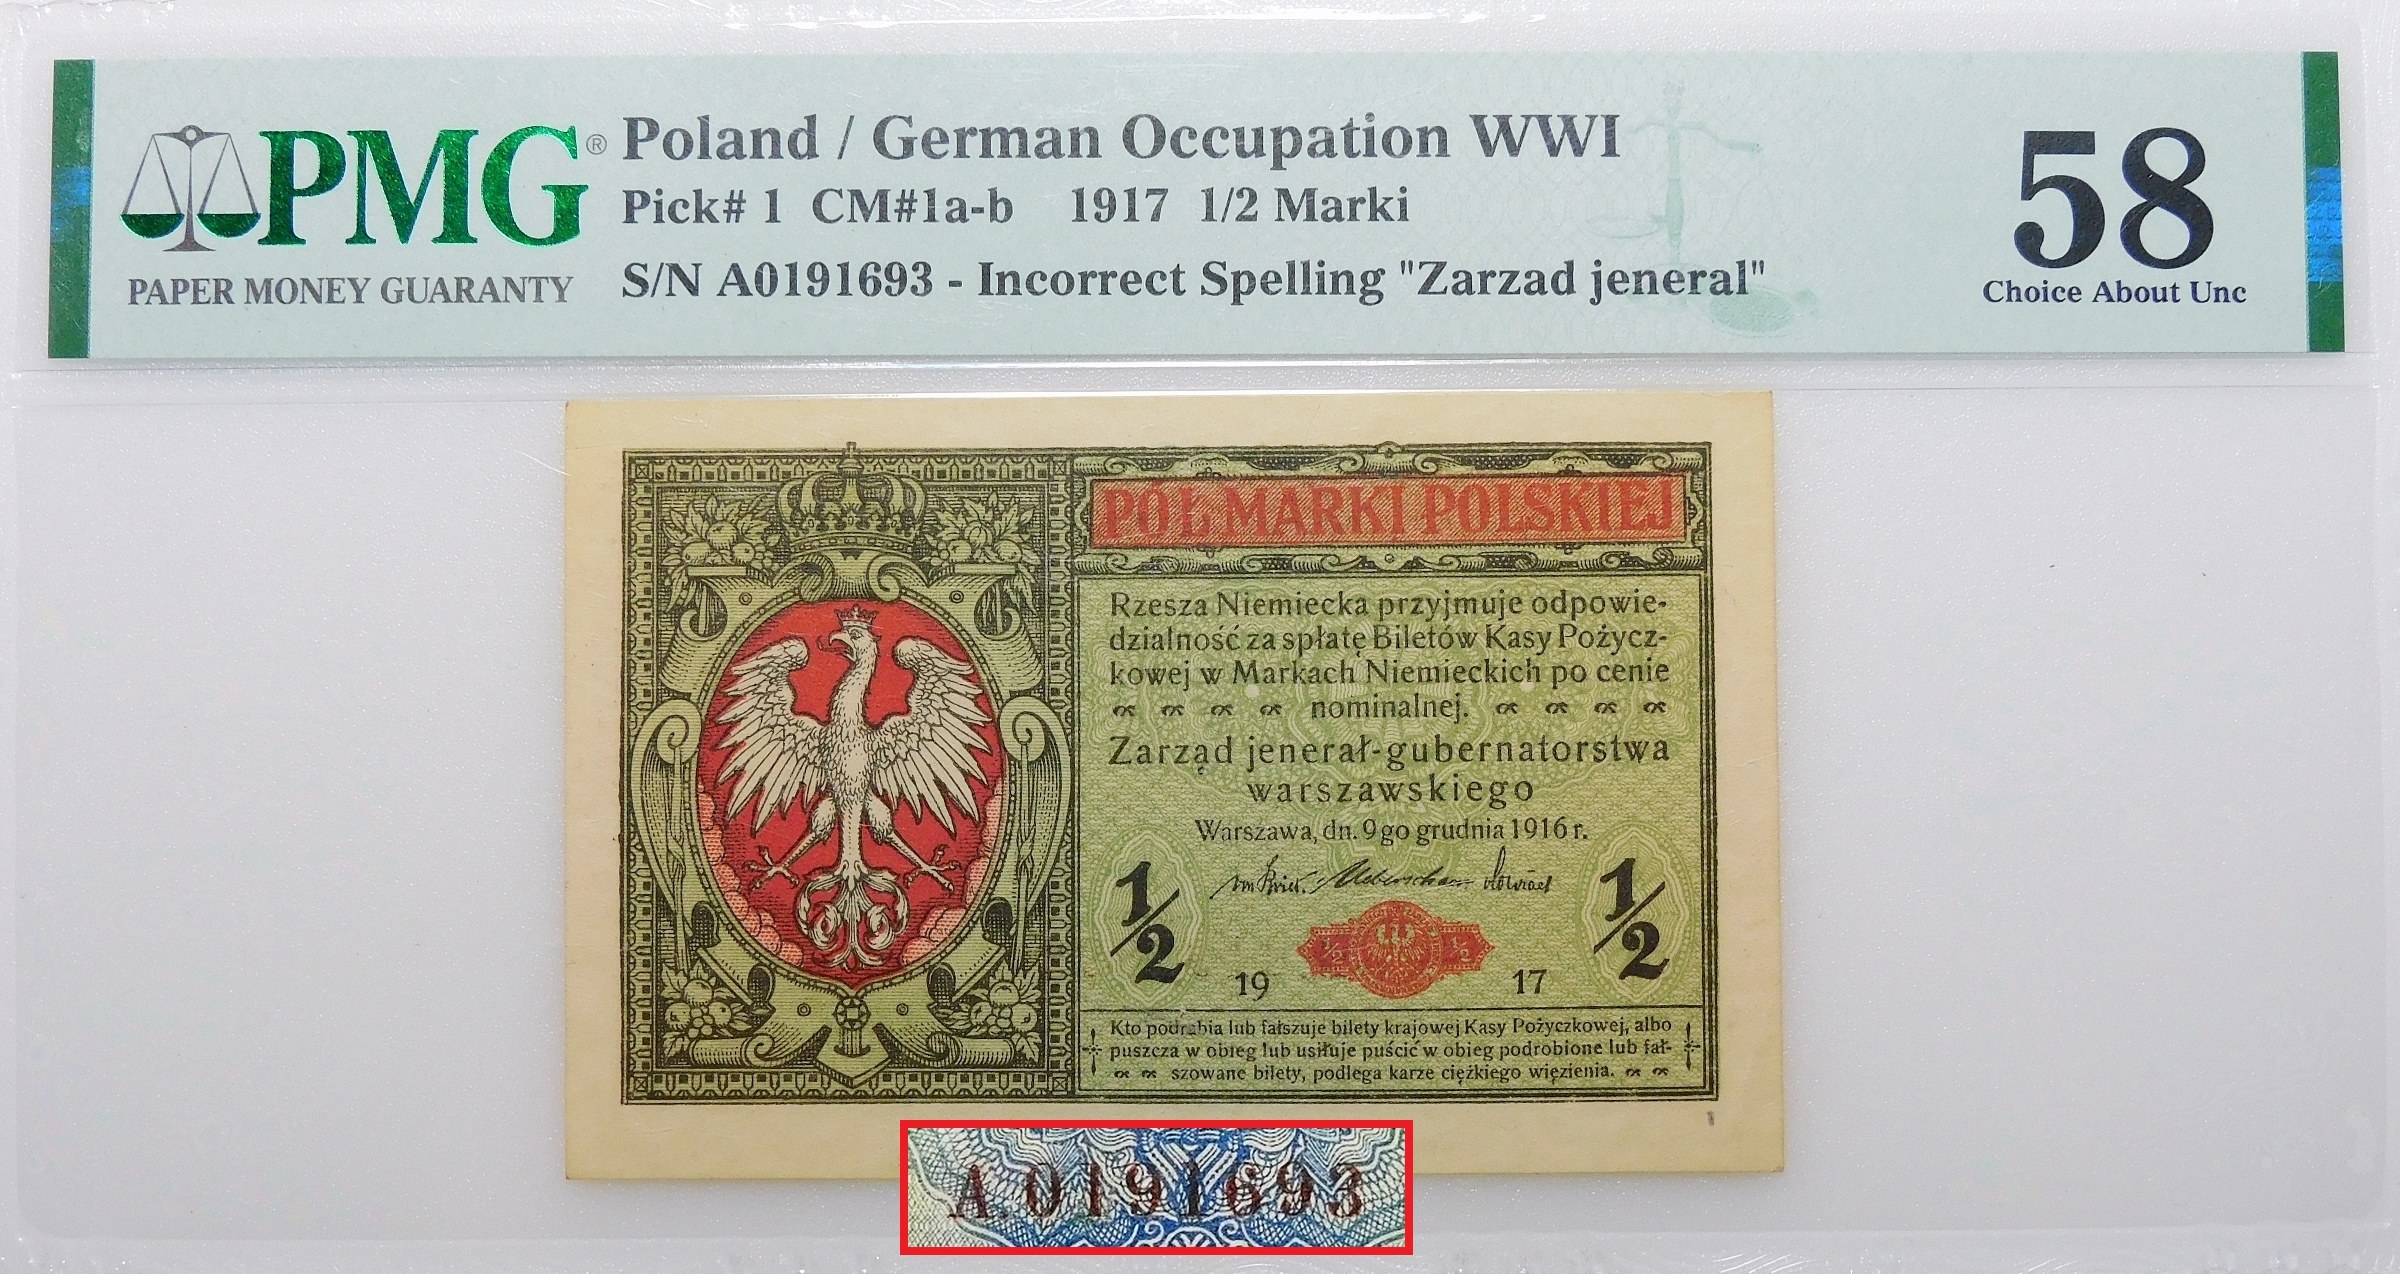 PMG®
PAPER MONEY GUARANTY
Poland / German Occupation WWI
Pick# 1 CM#1a-b 1917 1/2 Marki
S/N A0191693 - Incorrect Spelling "Zarzad jeneral"
58
Choice About Unc
PÓŁ MARKI POLSKIEJ
Rzesza Niemiecka przyjmuje odpowie-
dzialność za spłatę Biletów Kasy Pożycz-
kowej w Markach Niemieckich po cenie
nominalnej.
Zarząd jenerał-gubernatorstwa
warszawskiego
Warszawa, dn. 9go grudnia 1916 r.
1/2
1/2
1/2
1/2
19
17
Kto podrabia lub fałszuje bilety krajowej Kasy Pożyczkowej, albo
puszcza w obieg lub usiłuje puścić w obieg podrobione lub fał-
szowane bilety, podlega karze ciężkiego więzienia.
A.0191693